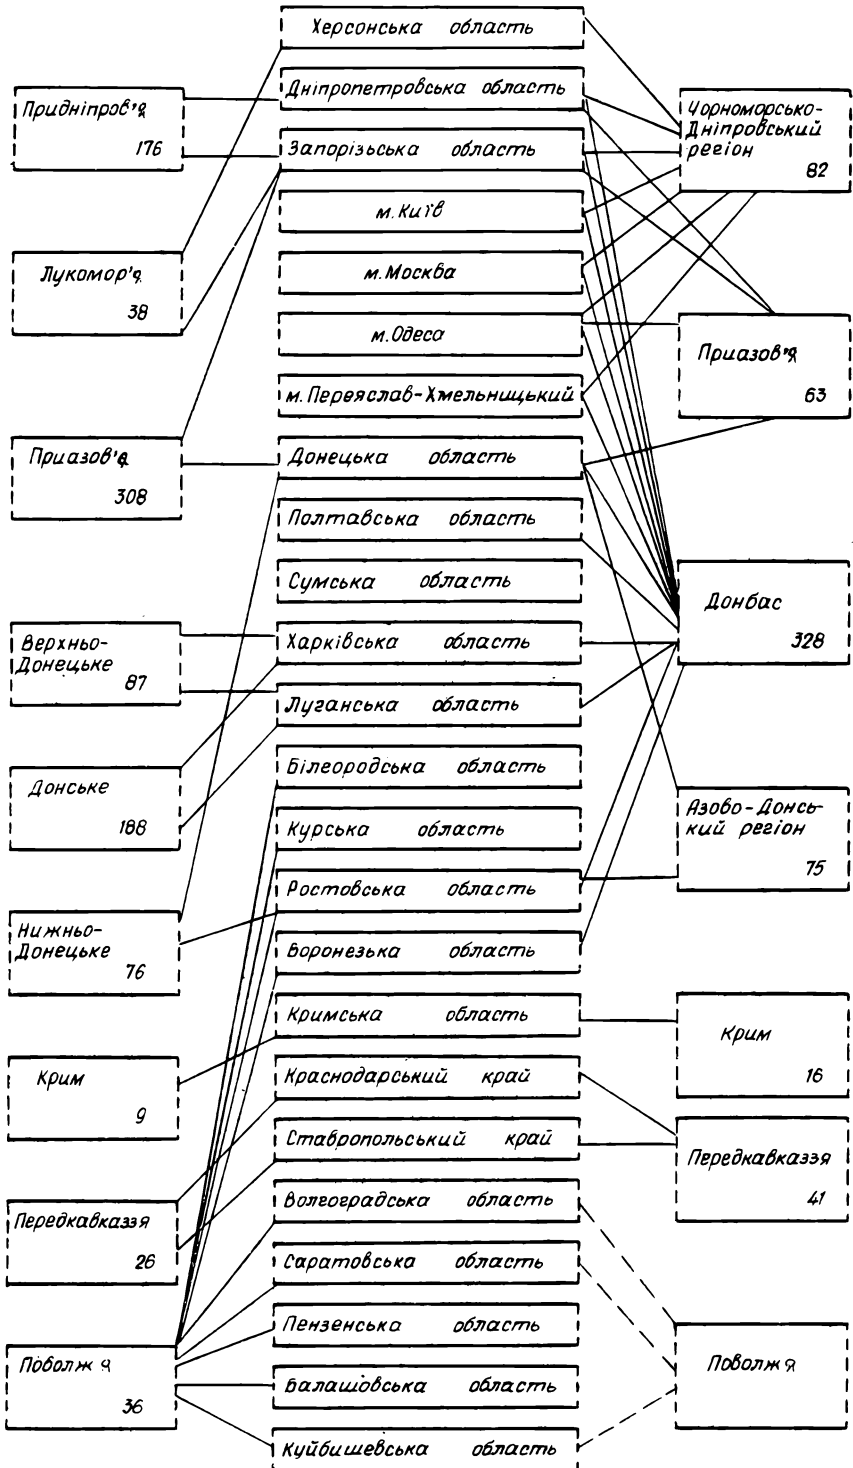 Придніпров'я
176
Лукомор'я
38
Приазов'я
308
Верхньо-
Донецьке
87
Донське
188
Нижньо-
Донецьке
76
Крим
9
Передкавказзя
26
Поволжя
36
Херсонська область
Дніпропетровська область
Запорізьська область
м.Київ
м.Москва
м.Одеса
м.Переяслав-Хмельницький
Донецька область
Полтавська область
Сумська область
Харківська область
Луганська область
Білеородська область
Курська область
Ростовська область
Воронезька область
Кримська область
Краснодарський край
Ставропольський край
Волгоградська область
Саратовська область
Пензенська область
Балашовська область
Куйбишевська область
Чорноморсько-
Дніпровський
регіон
82
Приазов'я
63
Донбас
328
Азово-Донсь-
кий регіон
75
Крим
16
Передкавказзя
41
Поволжя